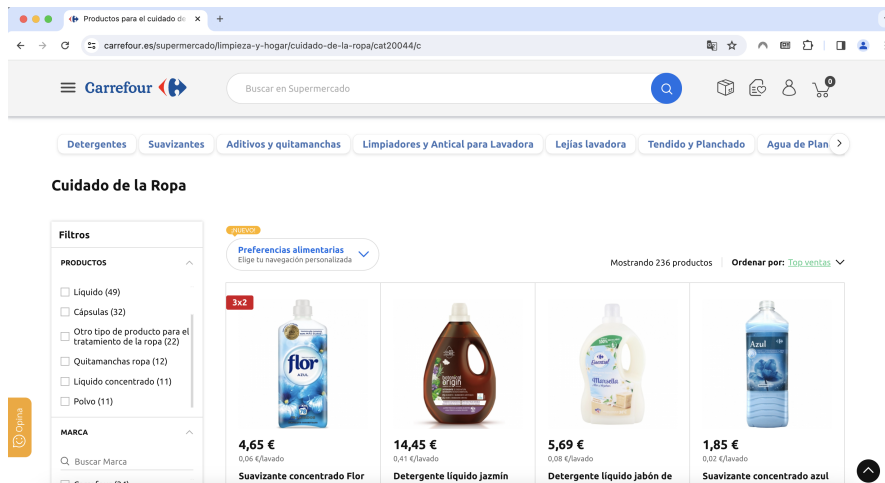 Productos para el cuidado de
carrefour.es/supermercado/limpieza-y-hogar/cuidado-de-la-ropa/cat20044/c
Carrefour
Buscar en Supermercado
0
Detergentes
Suavizantes
Aditivos y quitamanchas
Limpiadores y Antical para Lavadora
Lejías lavadora
Tendido y Planchado
Agua de Plan
Cuidado de la Ropa
Filtros
PRODUCTOS
Líquido (49)
Cápsulas (32)
Otro tipo de producto para el
tratamiento de la ropa (22)
Quitamanchas ropa (12)
Liquido concentrado (11)
Polvo (11)
MARCA
Buscar Marca
¡NUEVO!
Preferencias alimentarias
Elige tu navegación personalizada
Mostrando 236 productos
Ordenar por: Top ventas
3x2
flor
AZUL
4,65 €
0,06 €/lavado
Suavizante concentrado Flor
botanical
origin
14,45 €
0,41 €/lavado
Detergente líquido jazmín
Essential
Marsella
5,69 €
0,08 €/lavado
Detergente líquido jabón de
Azul
1,85 €
0,02 €/lavado
Suavizante concentrado azul
Opina